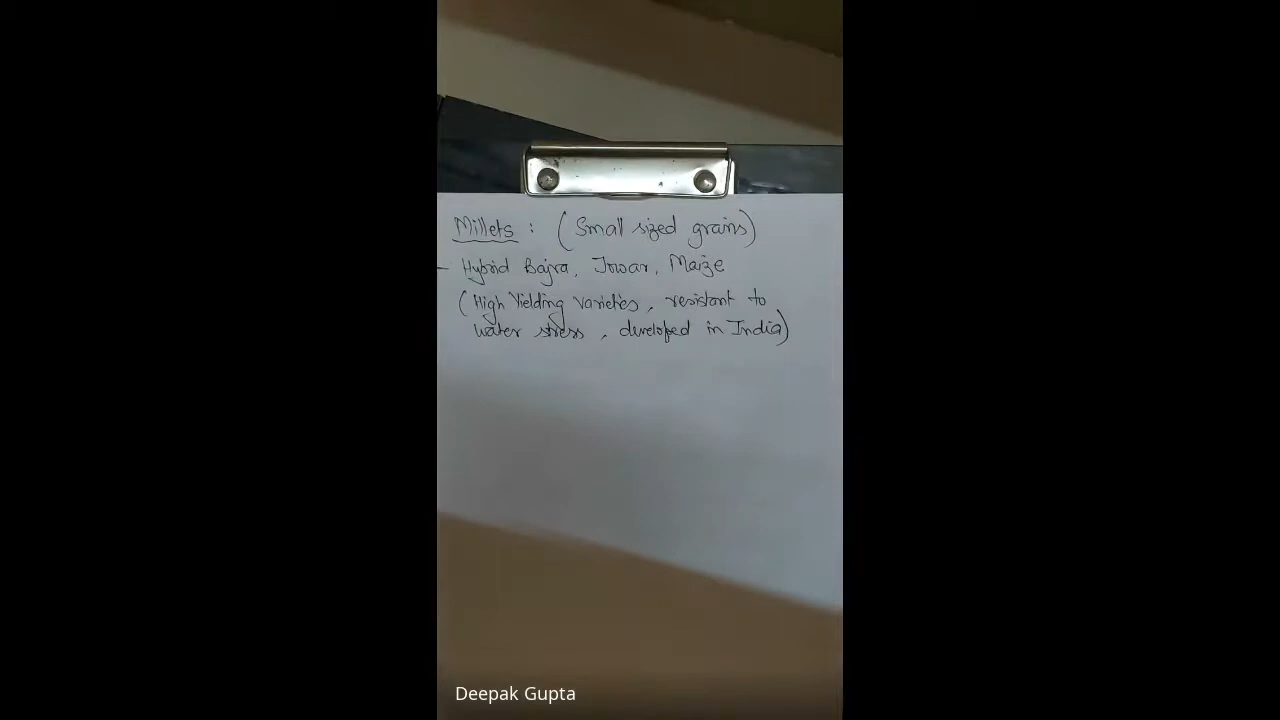 Millets : (Small sized grains)
- Hybrid Bajra, Jowar, Maize
(High Yielding varieties, resistant to
water stress, developed in India)
Deepak Gupta